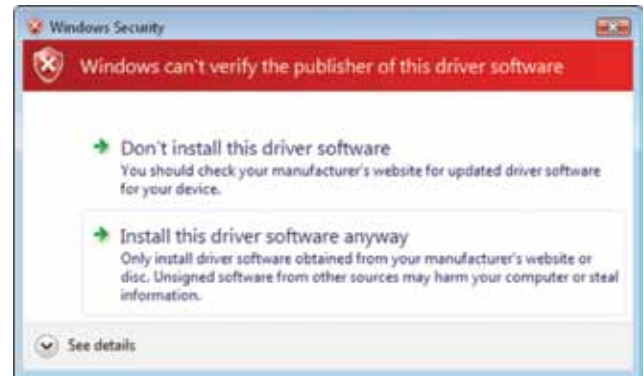 Windows Security
Windows can't verify the publisher of this driver software
Don't install this driver software
You should check your manufacturer's website for updated driver software
for your device.
Install this driver software anyway
Only install driver software obtained from your manufacturer's website or
disc. Unsigned software from other sources may harm your computer or steal
information.
See details